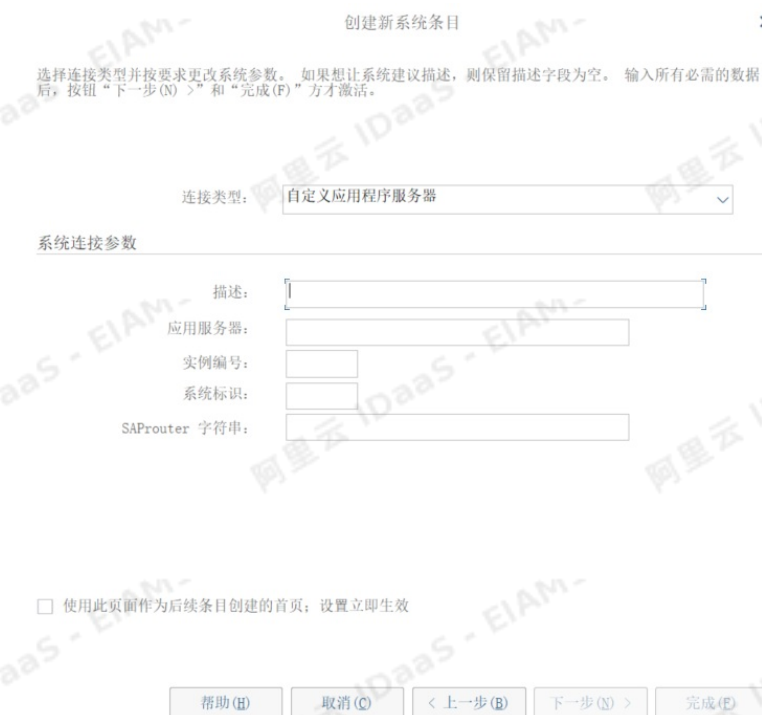 创建新系统条目
选择连接类型并按要求更改系统参数。 如果想让系统建议描述，则保留描述字段为空。 输入所有必需的数据
后，按钮“下一步(N) >”和“完成(F)”方才激活。
连接类型： 自定义应用程序服务器
系统连接参数
描述：
应用服务器：
实例编号：
系统标识：
SAProuter 字符串：
使用此页面作为后续条目创建的首页；设置立即生效
帮助(H) 取消(C) < 上一步(B) 下一步(N) > 完成(F)
阿里云 IDaaS - EIAM-